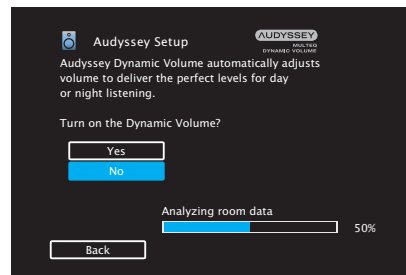 Audyssey Setup
AUDYSSEY
MULTEQ
DYNAMIC VOLUME
Audyssey Dynamic Volume automatically adjusts
volume to deliver the perfect levels for day
or night listening.
Turn on the Dynamic Volume?
Yes
No
Analyzing room data
50%
Back